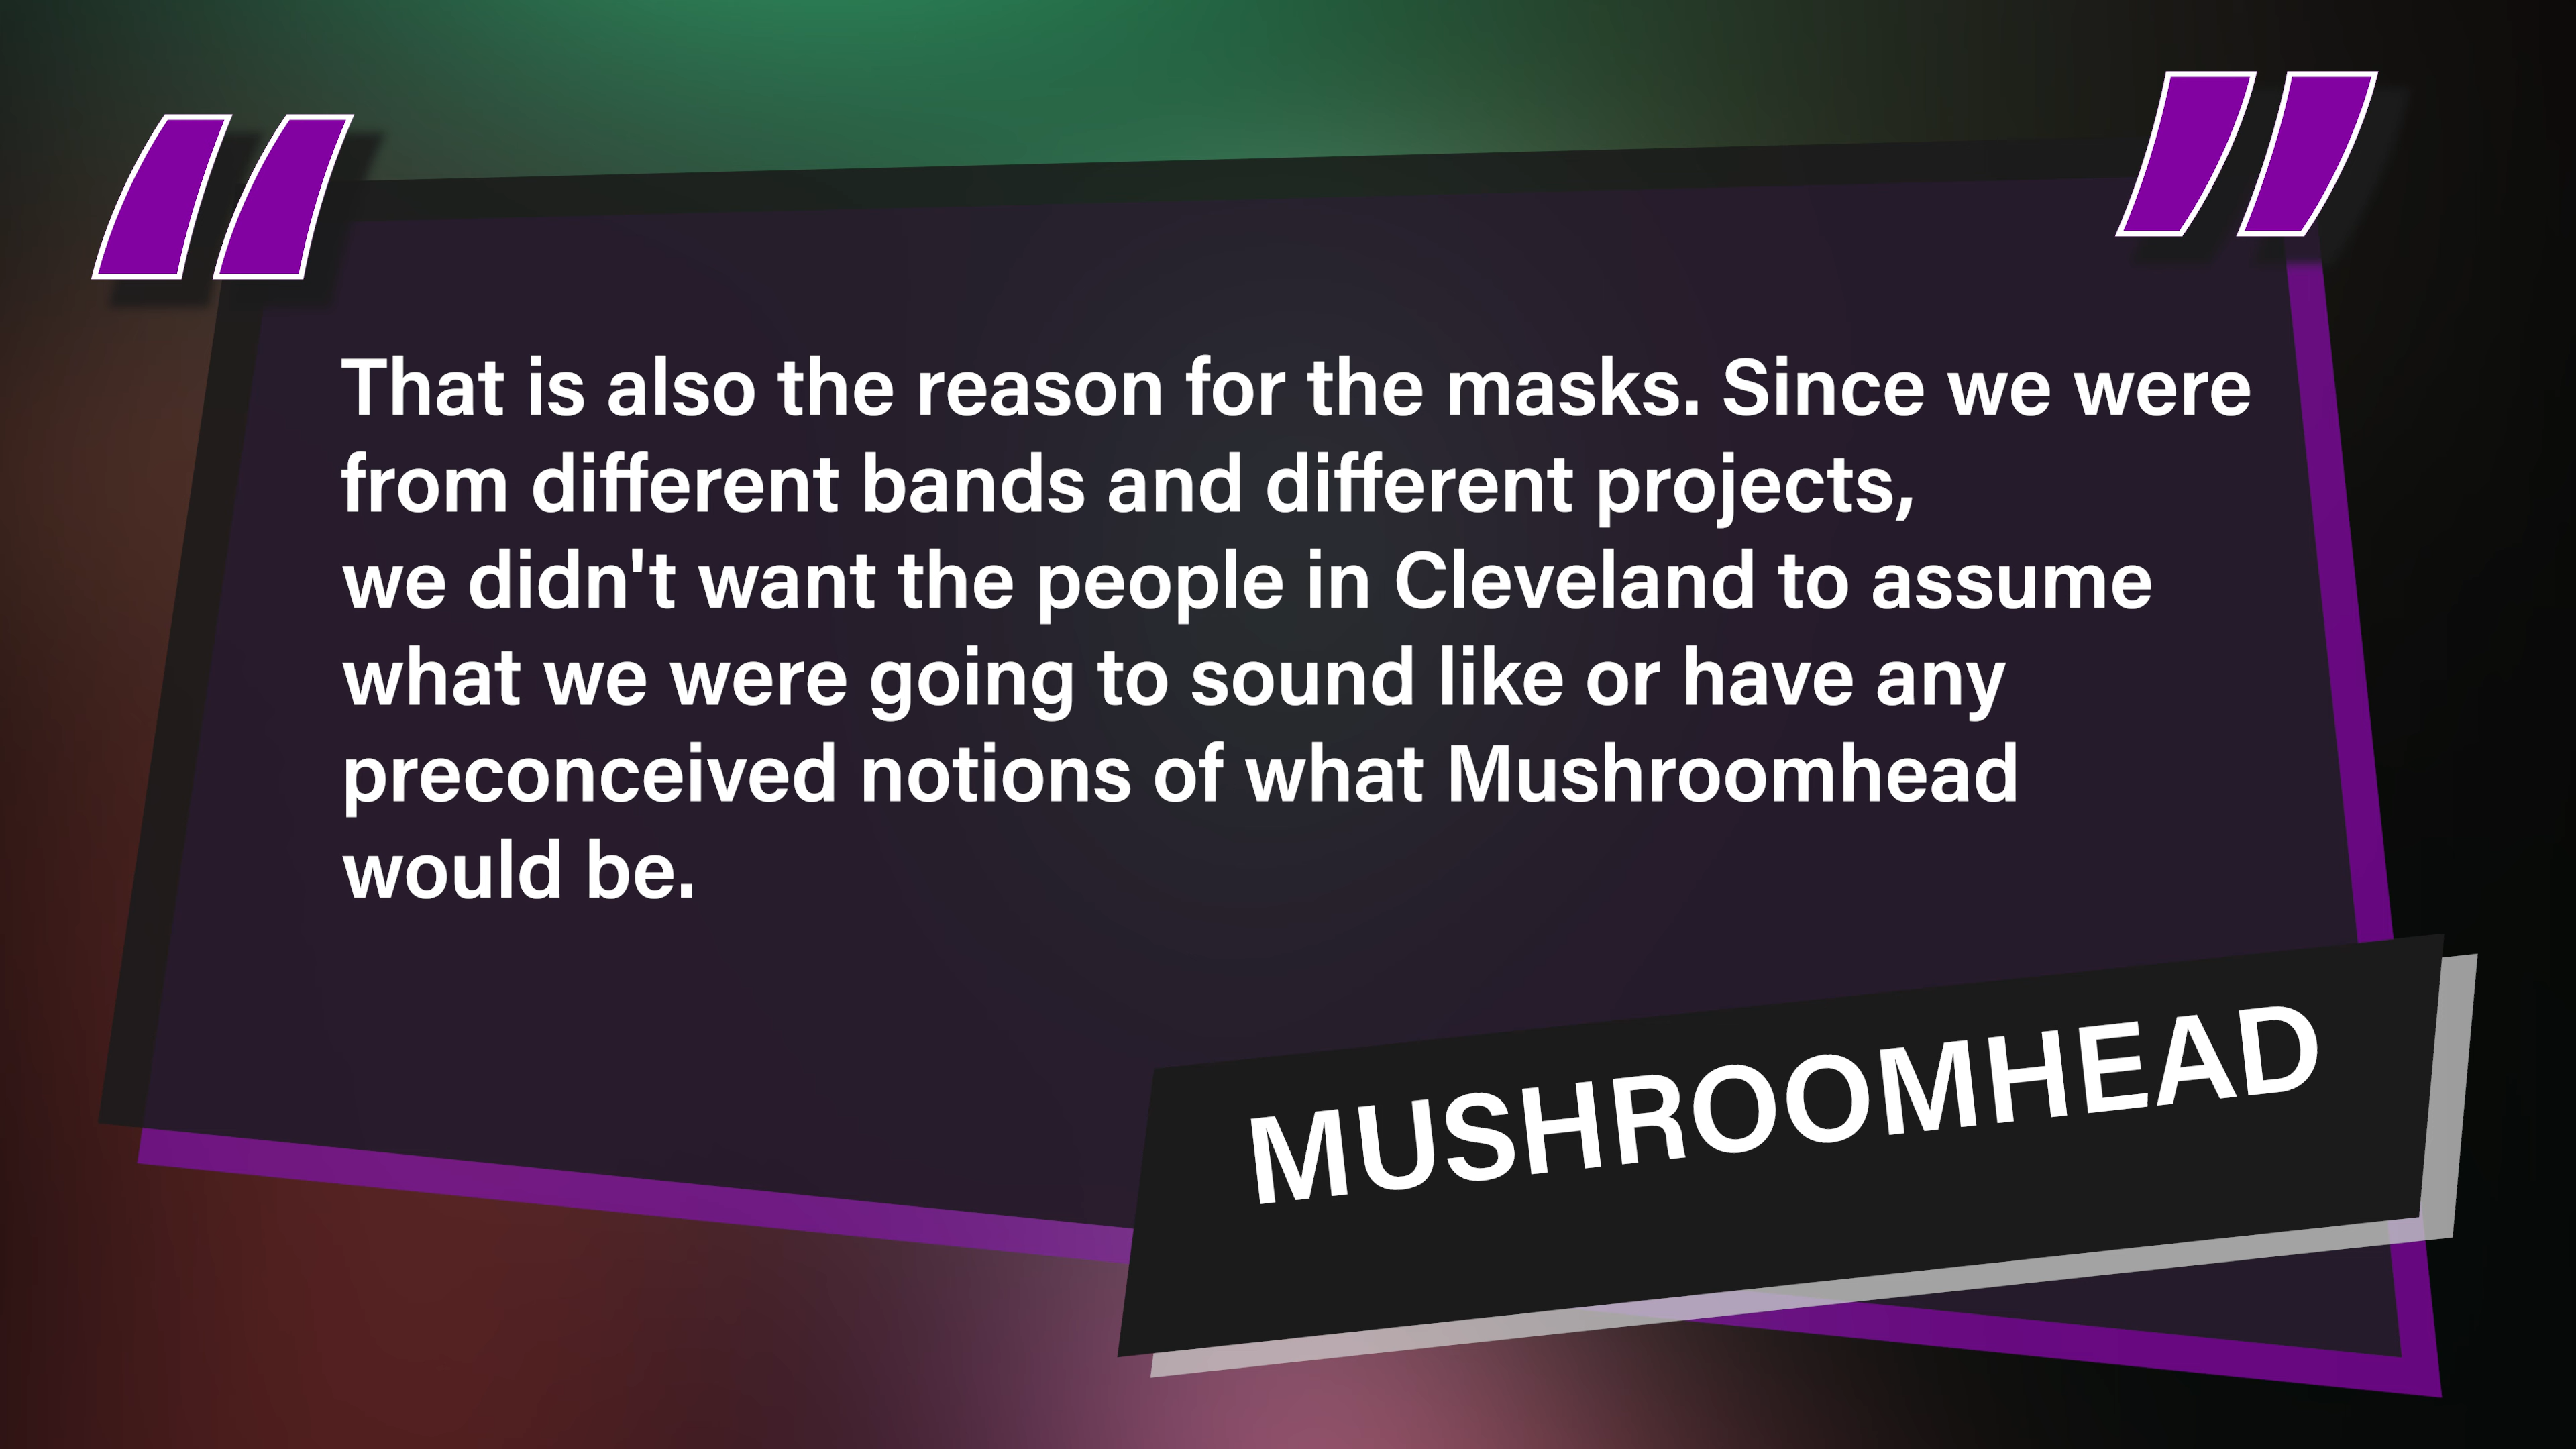 That is also the reason for the masks. Since we were
from different bands and different projects,
we didn't want the people in Cleveland to assume
what we were going to sound like or have any
preconceived notions of what Mushroomhead
would be.
MUSHROOMHEAD